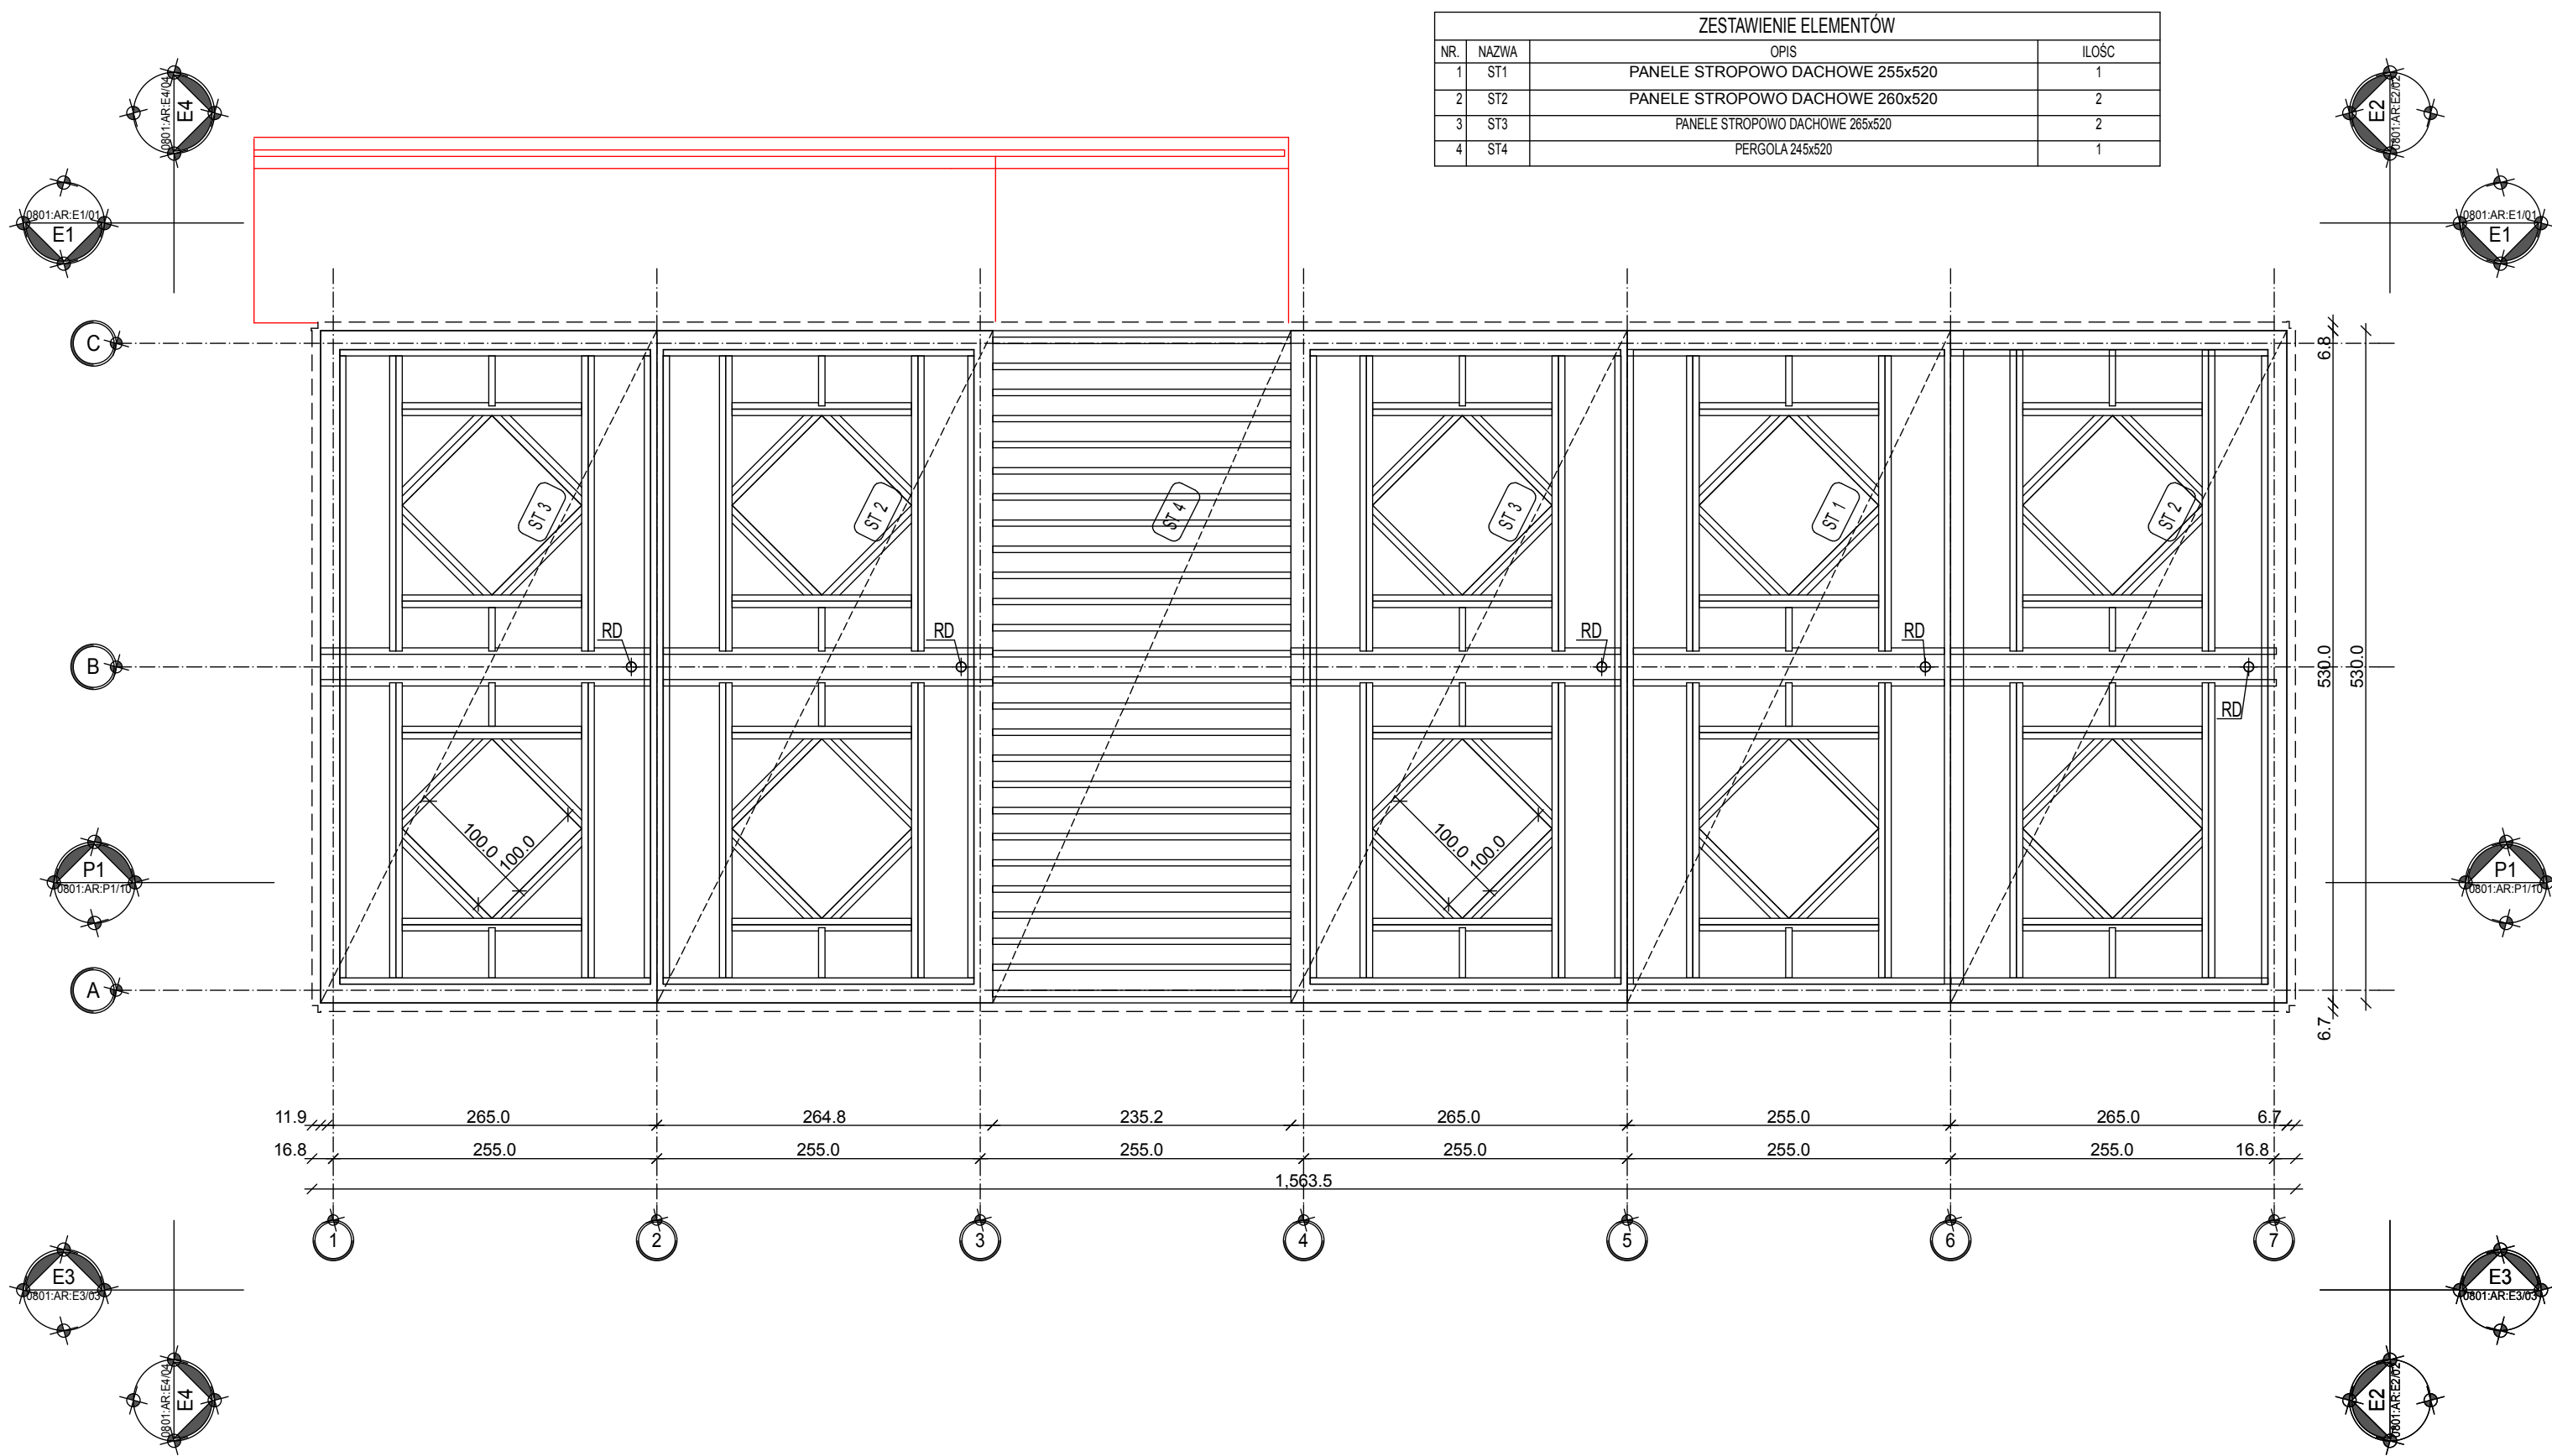 ZESTAWIENIE ELEMENTÓW
NR. NAZWA OPIS ILOŚC
1 ST1 PANELE STROPOWO DACHOWE 255x520 1
2 ST2 PANELE STROPOWO DACHOWE 260x520 2
3 ST3 PANELE STROPOWO DACHOWE 265x520 2
4 ST4 PERGOLA 245x520 1
0801:AR:E4/04
E4
0801:AR:E2/02
E2
0801:AR:E1/01
E1
0801:AR:E1/01
E1
C
6.8
ST 3
ST 2
ST 4
ST 3
ST 1
ST 2
RD
RD
RD
RD
B
530.0
530.0
RD
100.0
100.0
100.0
100.0
P1
0801:AR:P1/10
P1
0801:AR:P1/10
A
6.7
11.9 265.0 264.8 235.2 265.0 255.0 265.0 6.7
16.8 255.0 255.0 255.0 255.0 255.0 255.0 16.8
1,563.5
1 2 3 4 5 6 7
E3
0801:AR:E3/03
E3
0801:AR:E3/03
0801:AR:E4/04
E4
0801:AR:E2/02
E2